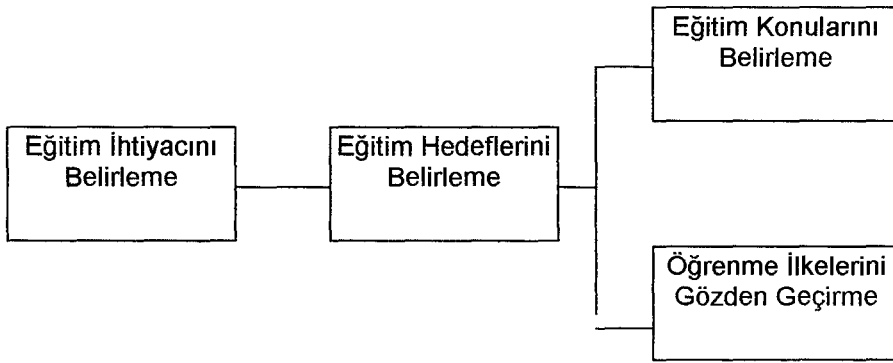 Eğitim Konularını
Belirleme
Eğitim İhtiyacını
Belirleme
Eğitim Hedeflerini
Belirleme
Öğrenme İlkelerini
Gözden Geçirme